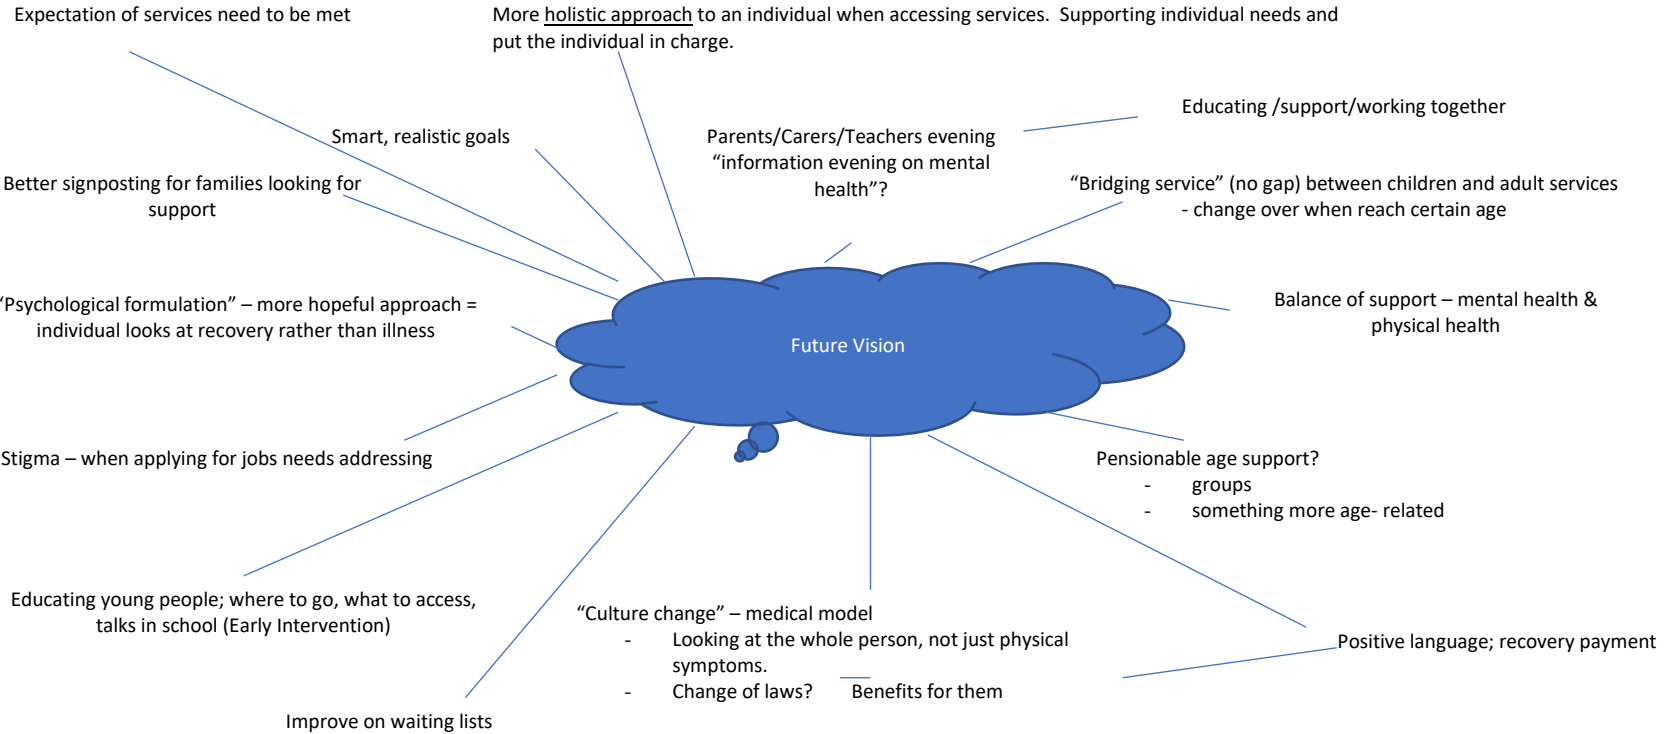 Expectation of services need to be met
More holistic approach to an individual when accessing services.  Supporting individual needs and
put the individual in charge.
Educating /support/working together
Smart, realistic goals
Parents/Carers/Teachers evening
“information evening on mental
health”?
Better signposting for families looking for
support
“Bridging service” (no gap) between children and adult services
- change over when reach certain age
“Psychological formulation” – more hopeful approach =
individual looks at recovery rather than illness
Balance of support – mental health &
physical health
Future Vision
Stigma – when applying for jobs needs addressing
Pensionable age support?
- groups
- something more age- related
Educating young people; where to go, what to access,
talks in school (Early Intervention)
“Culture change” – medical model
- Looking at the whole person, not just physical
symptoms.
- Change of laws? Benefits for them
Positive language; recovery payment
Improve on waiting lists